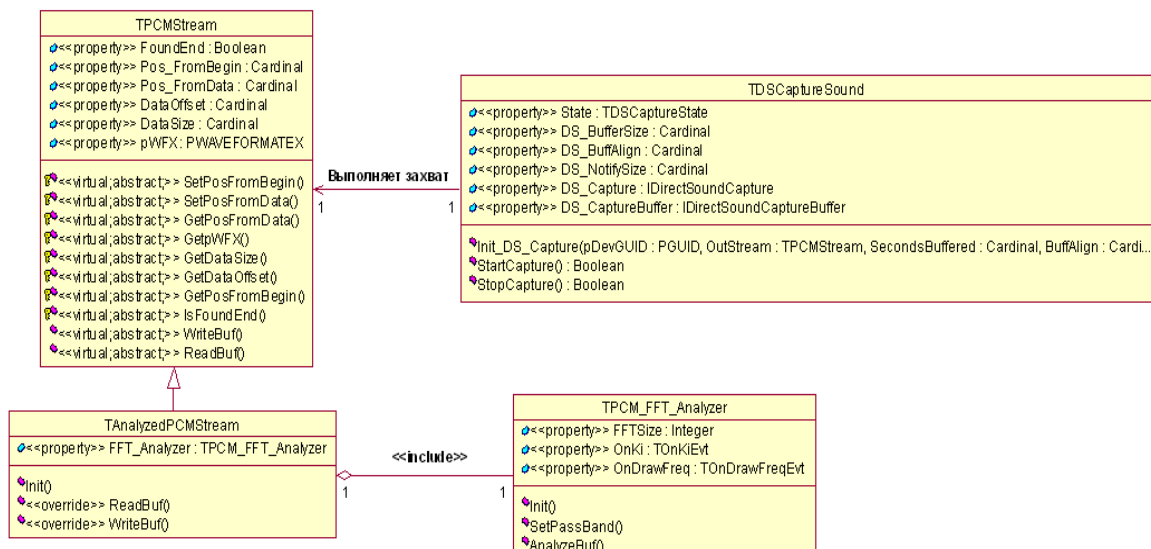 TPCMStream
<<property>> FoundEnd : Boolean
<<property>> Pos_FromBegin : Cardinal
<<property>> Pos_FromData : Cardinal
<<property>> DataOffset : Cardinal
<<property>> DataSize : Cardinal
<<property>> pWFX : PWAVEFORMATEX
<<virtual;abstract;>> SetPosFromBegin()
<<virtual;abstract;>> SetPosFromData()
<<virtual;abstract;>> GetPosFromData()
<<virtual;abstract;>> GetpWFX()
<<virtual;abstract;>> GetDataSize()
<<virtual;abstract;>> GetDataOffset()
<<virtual;abstract;>> GetPosFromBegin()
<<virtual;abstract;>> IsFoundEnd()
<<virtual;abstract;>> WriteBuf()
<<virtual;abstract;>> ReadBuf()
Выполняет захват
1
1
TDSCaptureSound
<<property>> State : TDSCaptureState
<<property>> DS_BufferSize : Cardinal
<<property>> DS_BuffAlign : Cardinal
<<property>> DS_NotifySize : Cardinal
<<property>> DS_Capture : IDirectSoundCapture
<<property>> DS_CaptureBuffer : IDirectSoundCaptureBuffer
Init_DS_Capture(pDevGUID : PGUID, OutStream : TPCMStream, SecondsBuffered : Cardinal, BuffAlign : Cardi...
StartCapture() : Boolean
StopCapture() : Boolean
TAnalyzedPCMStream
<<property>> FFT_Analyzer : TPCM_FFT_Analyzer
Init()
<<override>> ReadBuf()
<<override>> WriteBuf()
<<include>>
1
1
TPCM_FFT_Analyzer
<<property>> FFTSize : Integer
<<property>> OnKi : TOnKiEvt
<<property>> OnDrawFreq : TOnDrawFreqEvt
Init()
SetPassBand()
AnalyzeBuf()